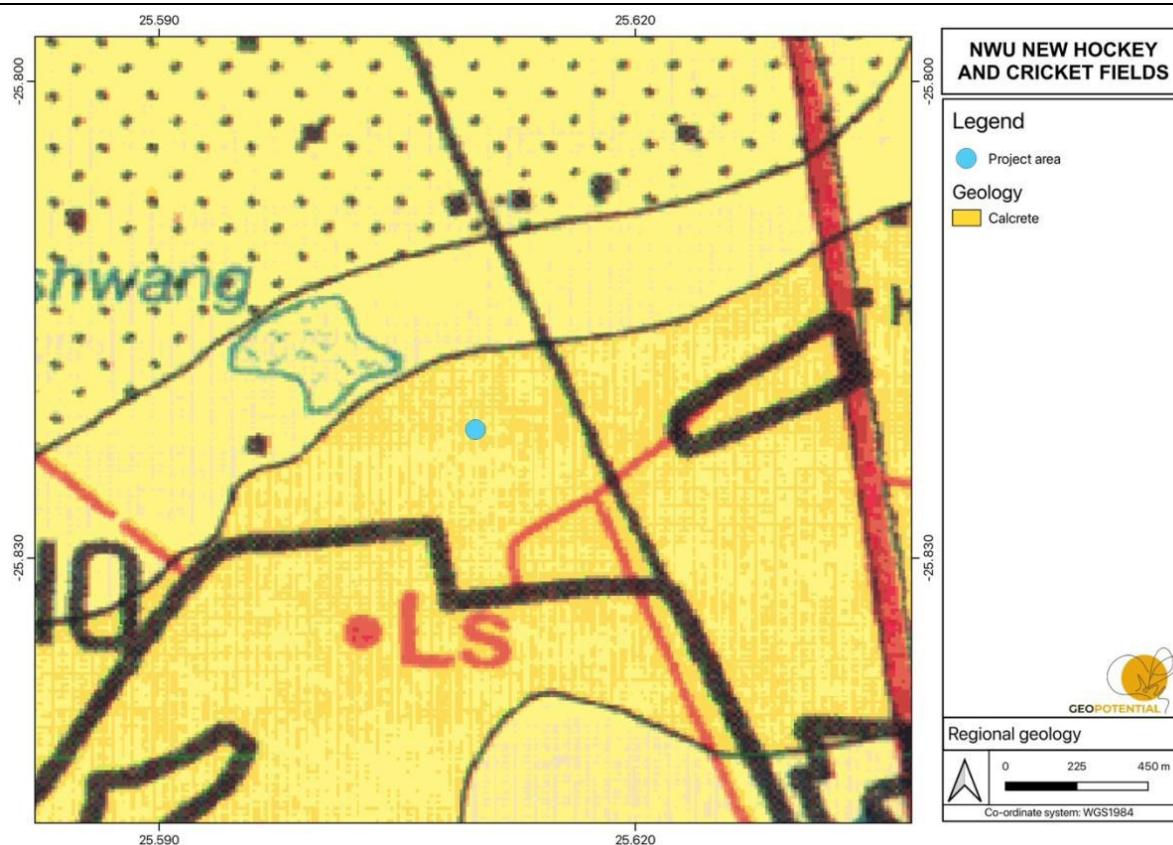 25.590
25.620
-25.800
-25.800
shwang
H
10
Ls
-25.830
-25.830
25.590
25.620
NWU NEW HOCKEY
AND CRICKET FIELDS
Legend
Project area
Geology
Calcrete
GEOPOTENTIAL
Regional geology
0 225 450 m
Co-ordinate system: WGS1984